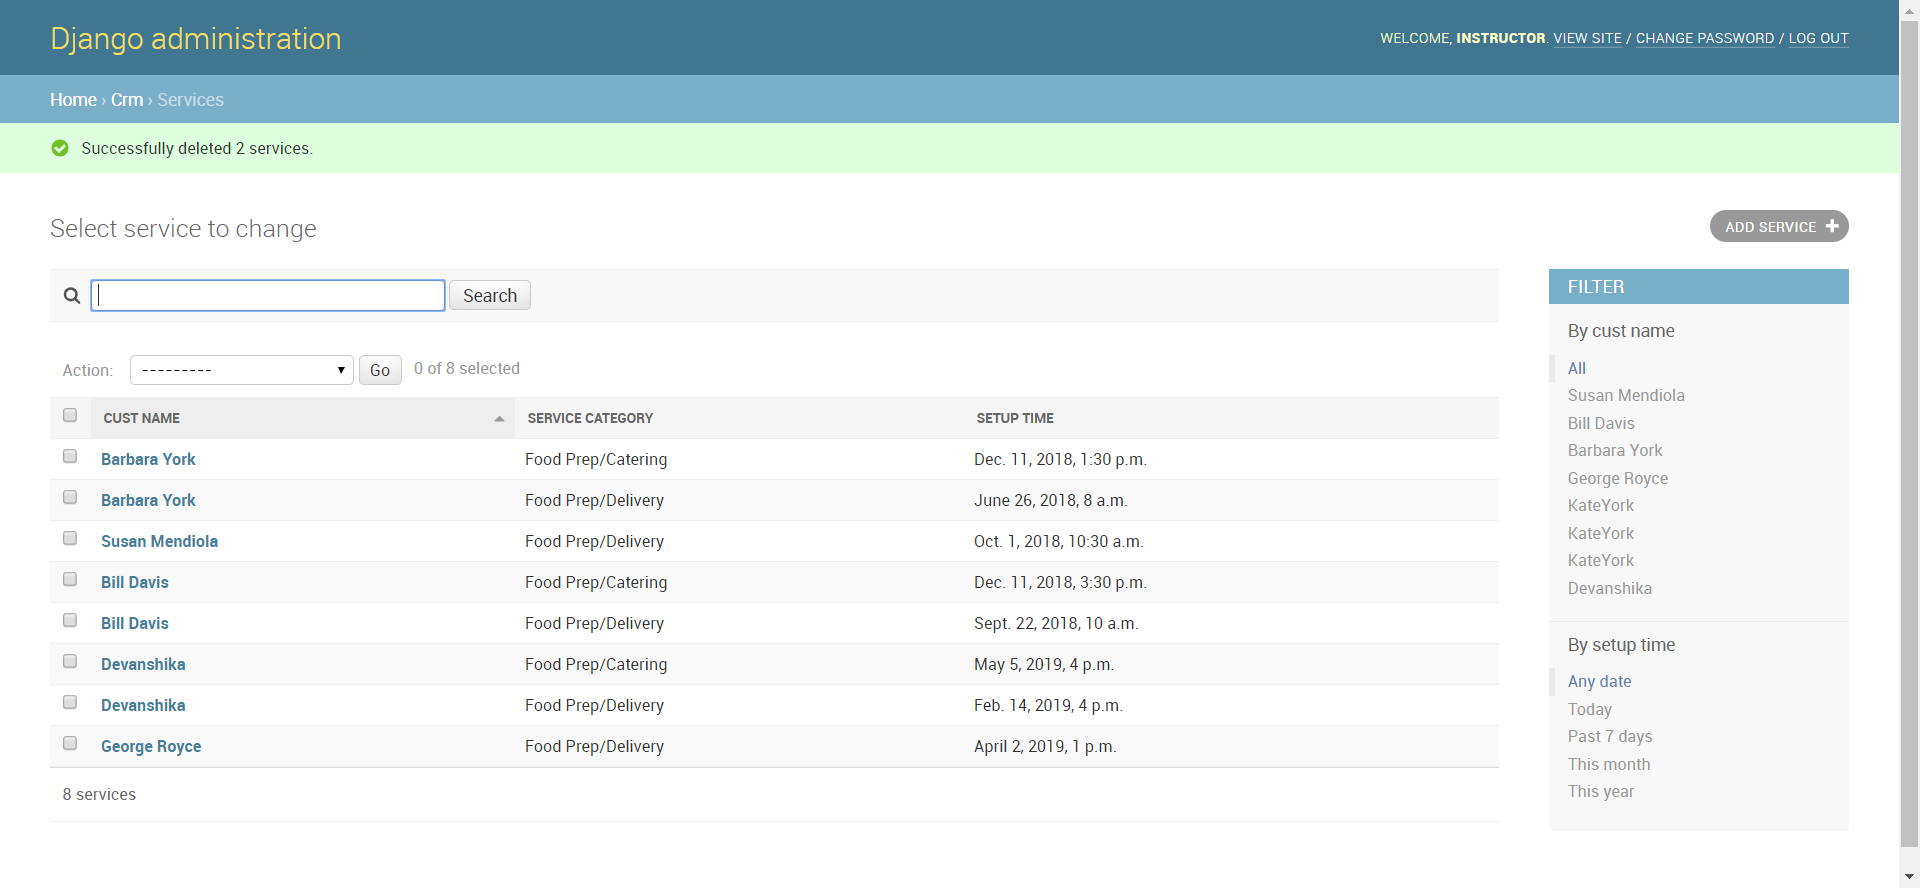 Django administration
WELCOME, INSTRUCTOR. VIEW SITE / CHANGE PASSWORD / LOG OUT
Home › Crm › Services
Successfully deleted 2 services.
Select service to change
ADD SERVICE
Search
Action:
---------
Go
0 of 8 selected
CUST NAME SERVICE CATEGORY SETUP TIME
Barbara York Food Prep/Catering Dec. 11, 2018, 1:30 p.m.
Barbara York Food Prep/Delivery June 26, 2018, 8 a.m.
Susan Mendiola Food Prep/Delivery Oct. 1, 2018, 10:30 a.m.
Bill Davis Food Prep/Catering Dec. 11, 2018, 3:30 p.m.
Bill Davis Food Prep/Delivery Sept. 22, 2018, 10 a.m.
Devanshika Food Prep/Catering May 5, 2019, 4 p.m.
Devanshika Food Prep/Delivery Feb. 14, 2019, 4 p.m.
George Royce Food Prep/Delivery April 2, 2019, 1 p.m.
8 services
FILTER
By cust name
All
Susan Mendiola
Bill Davis
Barbara York
George Royce
KateYork
KateYork
KateYork
Devanshika
By setup time
Any date
Today
Past 7 days
This month
This year